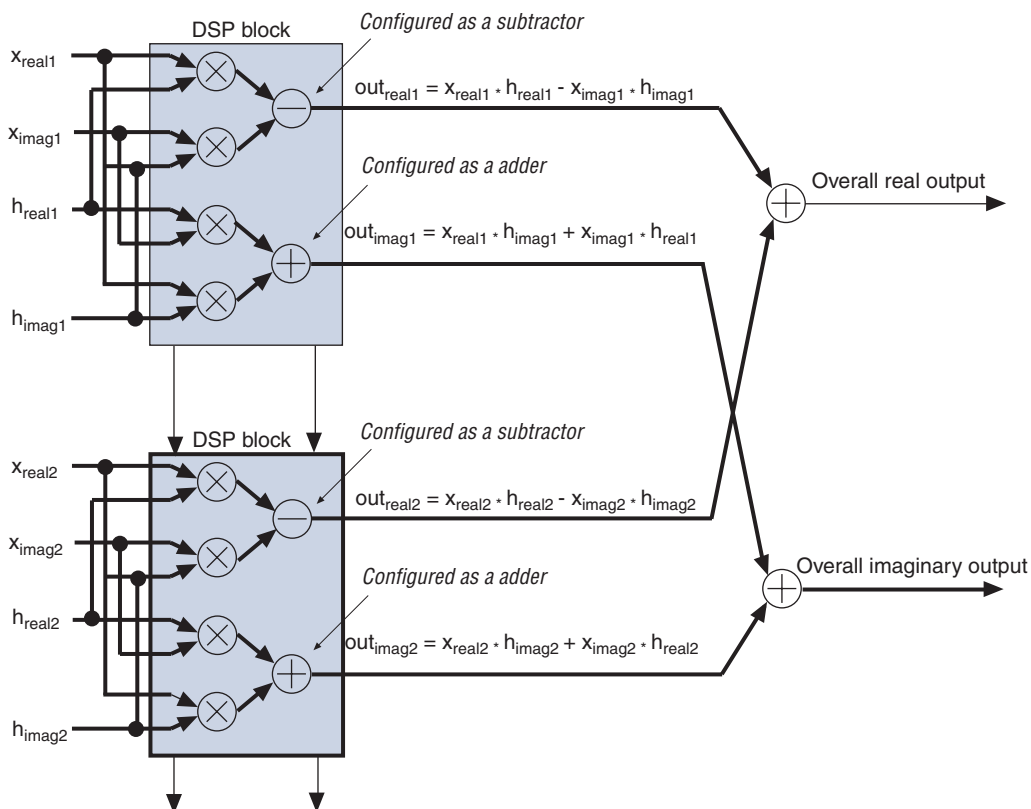 DSP block
Configured as a subtractor
x_real1
out_real1 = x_real1 * h_real1 - x_imag1 * h_imag1
x_imag1
Configured as a adder
Overall real output
h_real1
out_imag1 = x_real1 * h_imag1 + x_imag1 * h_real1
h_imag1
DSP block
Configured as a subtractor
x_real2
out_real2 = x_real2 * h_real2 - x_imag2 * h_imag2
x_imag2
Configured as a adder
Overall imaginary output
h_real2
out_imag2 = x_real2 * h_imag2 + x_imag2 * h_real2
h_imag2